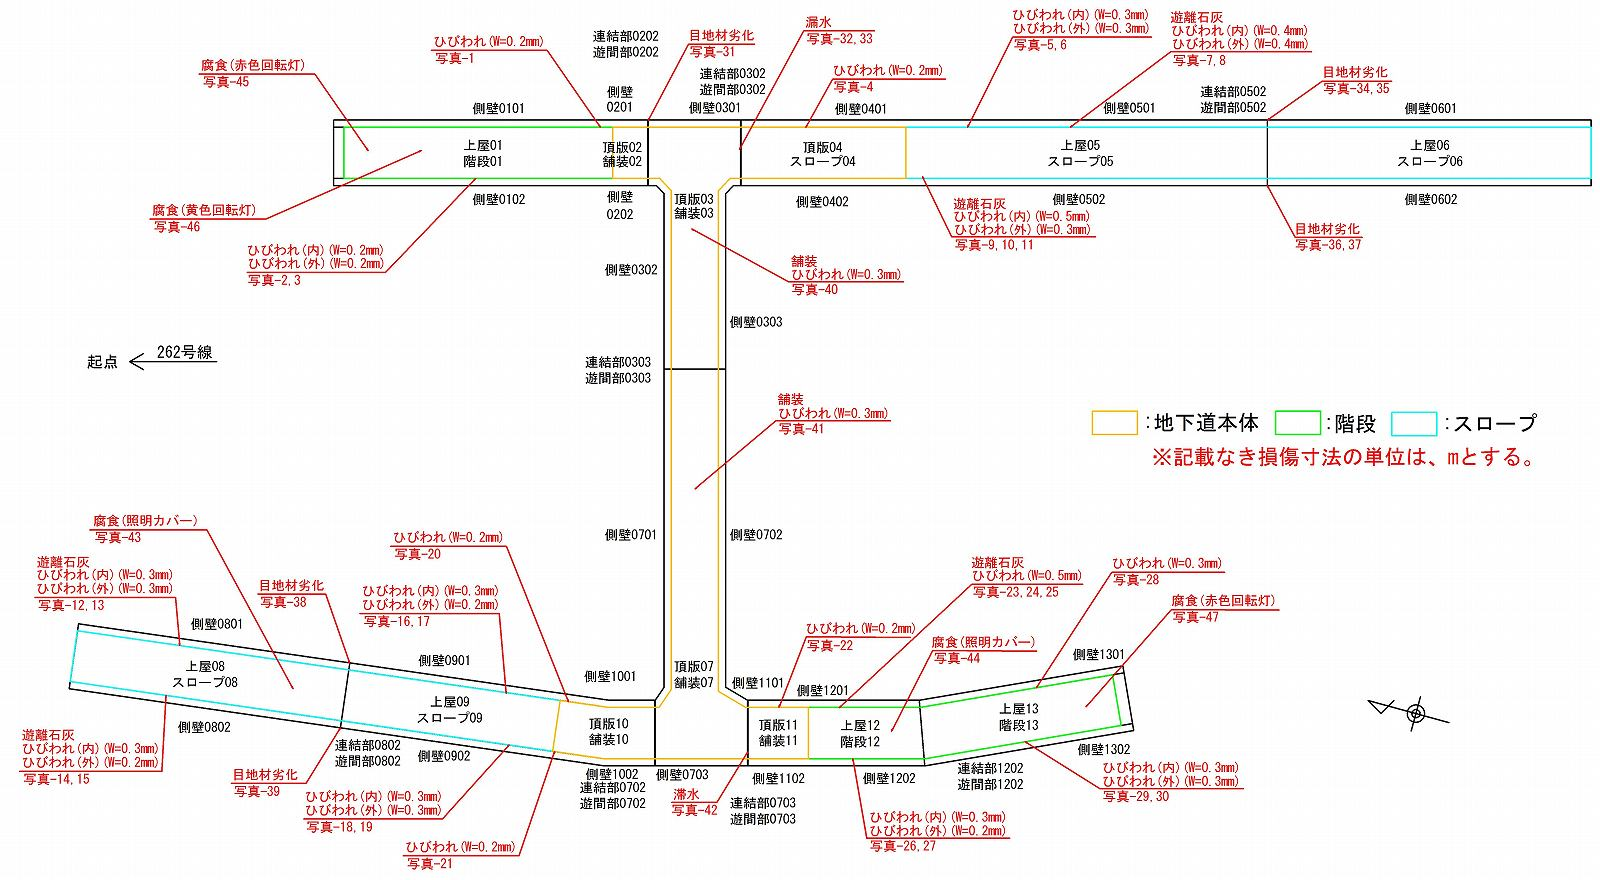 ひびわれ(W=0.2mm)
写真-1
連結部0202
遊間部0202
目地材劣化
写真-31
漏水
写真-32,33
ひびわれ(内)(W=0.3mm)
ひびわれ(外)(W=0.3mm)
写真-5,6
遊離石灰
ひびわれ(内)(W=0.4mm)
ひびわれ(外)(W=0.4mm)
写真-7,8
腐食(赤色回転灯)
写真-45
連結部0302
遊間部0302
ひびわれ(W=0.2mm)
写真-4
連結部0502
遊間部0502
目地材劣化
写真-34,35
側壁0101
側壁
0201
側壁0301
側壁0401
側壁0501
側壁0601
上屋01
階段01
頂版02
舗装02
頂版04
スロープ04
上屋05
スロープ05
上屋06
スロープ06
側壁0102
側壁
0202
頂版03
舗装03
側壁0402
側壁0502
側壁0602
腐食(黄色回転灯)
写真-46
遊離石灰
ひびわれ(内)(W=0.5mm)
ひびわれ(外)(W=0.3mm)
写真-9,10,11
目地材劣化
写真-36,37
ひびわれ(内)(W=0.2mm)
ひびわれ(外)(W=0.2mm)
写真-2,3
側壁0302
舗装
ひびわれ(W=0.3mm)
写真-40
側壁0303
起点
262号線
連結部0303
遊間部0303
舗装
ひびわれ(W=0.3mm)
写真-41
:地下道本体
:階段
:スロープ
※記載なき損傷寸法の単位は、mとする。
側壁0701
側壁0702
腐食(照明カバー)
写真-43
ひびわれ(W=0.2mm)
写真-20
遊離石灰
ひびわれ(内)(W=0.3mm)
ひびわれ(外)(W=0.3mm)
写真-12,13
目地材劣化
写真-38
ひびわれ(内)(W=0.3mm)
ひびわれ(外)(W=0.2mm)
写真-16,17
遊離石灰
ひびわれ(W=0.5mm)
写真-23,24,25
ひびわれ(W=0.3mm)
写真-28
腐食(赤色回転灯)
写真-47
側壁0801
ひびわれ(W=0.2mm)
写真-22
腐食(照明カバー)
写真-44
側壁0901
側壁1001
頂版07
舗装07
側壁1101
側壁1201
側壁1301
上屋08
スロープ08
上屋09
スロープ09
頂版10
舗装10
頂版11
舗装11
上屋12
階段12
上屋13
階段13
側壁0802
遊離石灰
ひびわれ(内)(W=0.3mm)
ひびわれ(外)(W=0.2mm)
写真-14,15
連結部0802
遊間部0802
側壁0902
側壁1302
目地材劣化
写真-39
側壁1002
連結部0702
遊間部0702
側壁0703
側壁1102
側壁1202
連結部1202
遊間部1202
ひびわれ(内)(W=0.3mm)
ひびわれ(外)(W=0.3mm)
写真-29,30
ひびわれ(内)(W=0.3mm)
ひびわれ(外)(W=0.3mm)
写真-18,19
滞水
写真-42
連結部0703
遊間部0703
ひびわれ(内)(W=0.3mm)
ひびわれ(外)(W=0.2mm)
写真-26,27
ひびわれ(W=0.2mm)
写真-21